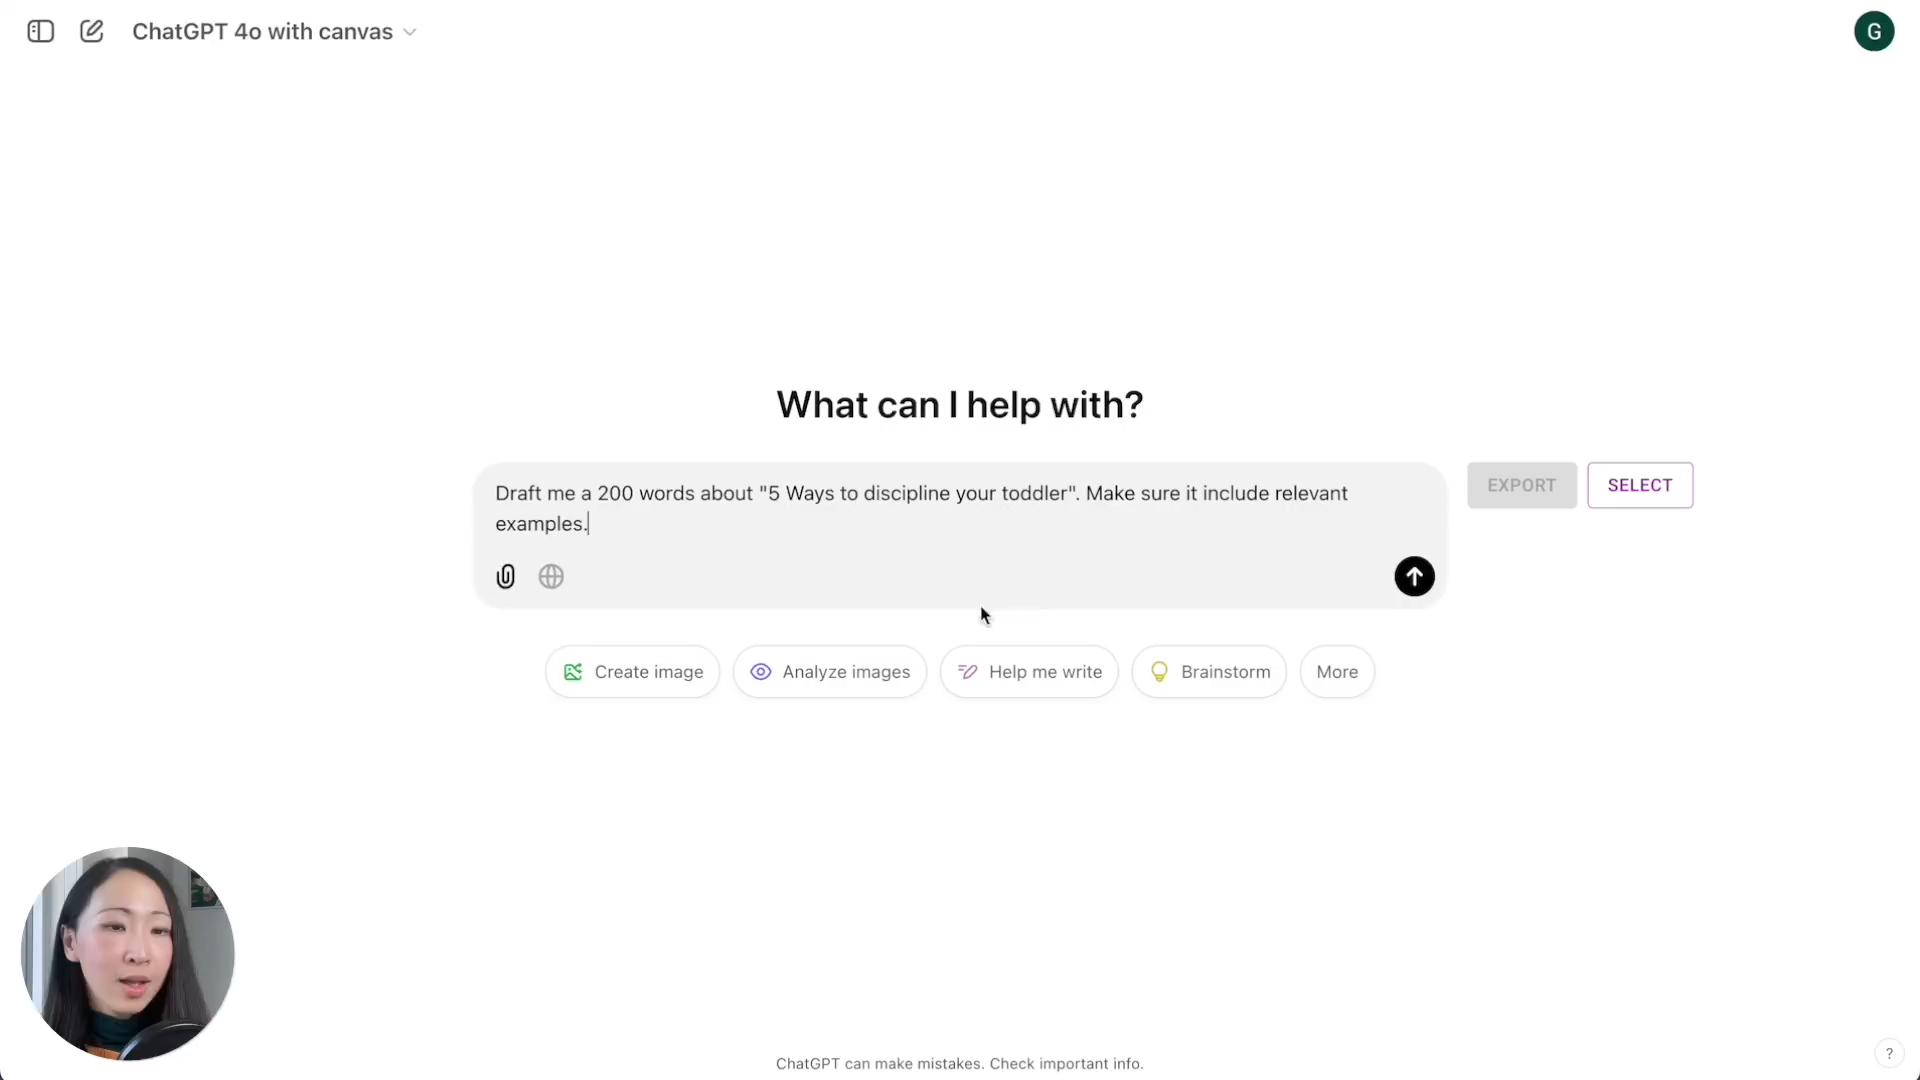 ChatGPT 4o with canvas
G
What can I help with?
Draft me a 200 words about "5 Ways to discipline your toddler". Make sure it include relevant
examples.
EXPORT
SELECT
Create image
Analyze images
Help me write
Brainstorm
More
ChatGPT can make mistakes. Check important info.
?